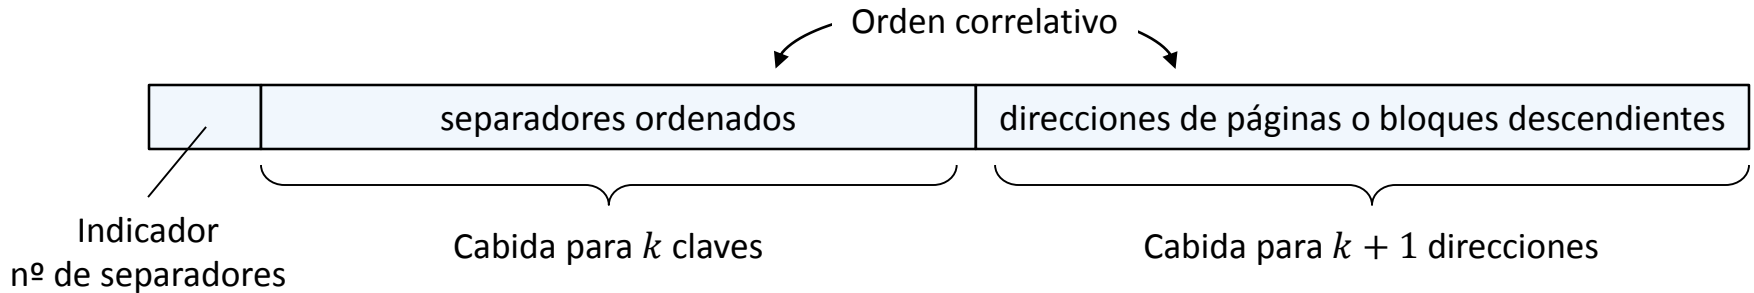 Orden correlativo
separadores ordenados
direcciones de páginas o bloques descendientes
Indicador
nº de separadores
Cabida para k claves
Cabida para k + 1 direcciones